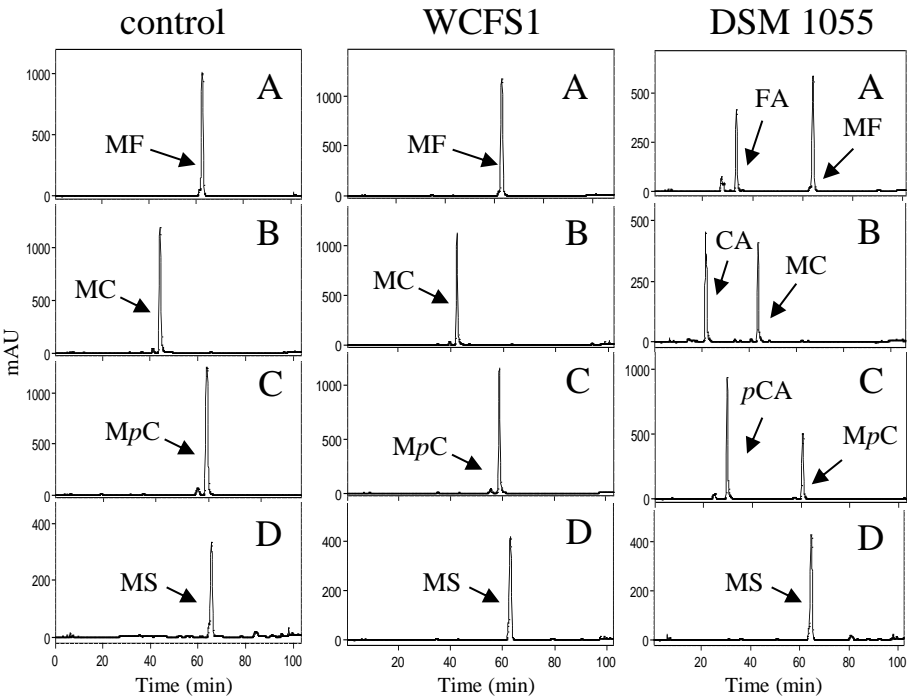 control WCFS1 DSM 1055
1000 A MF 500 0
A MF 1000 500 0
500 A FA MF 250 0
B 1000 MC 500 0
B 1000 MC 500 0
500 B CA MC 250 0
1000 C MpC 500 0
1000 C MpC 500 0
1000 C pCA MpC 500 0
400 D MS 200 0
400 D MS 200 0
400 D MS 200 0
mAU
0 20 40 60 80 100
20 40 60 80 100
20 40 60 80 100
Time (min) Time (min) Time (min)